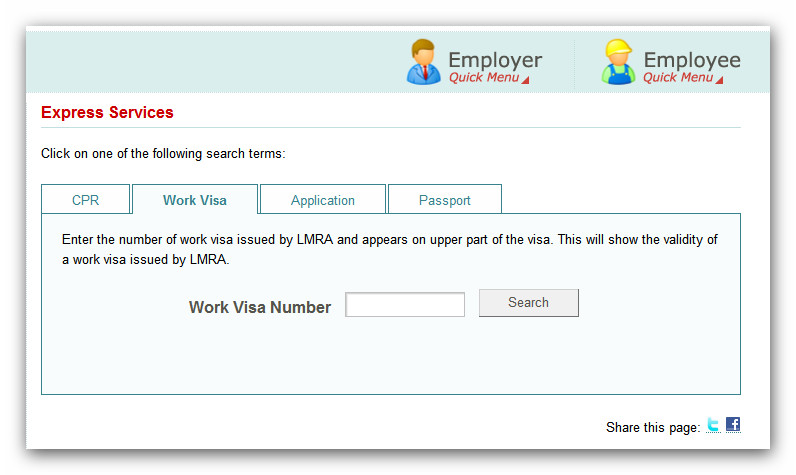 Employer
Quick Menu
Employee
Quick Menu
Express Services
Click on one of the following search terms:
CPR
Work Visa
Application
Passport
Enter the number of work visa issued by LMRA and appears on upper part of the visa. This will show the validity of
a work visa issued by LMRA.
Work Visa Number
Search
Share this page: